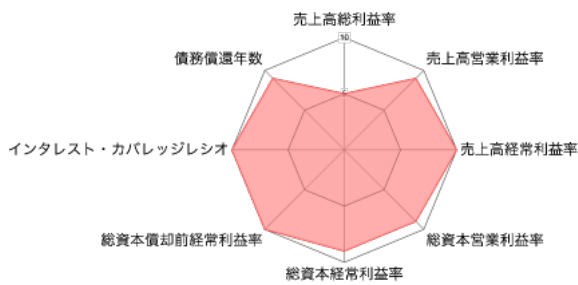 売上高総利益率
10
債務償還年数
売上高営業利益率
インタレスト・カバレッジレシオ
売上高経常利益率
総資本償却前経常利益率
総資本営業利益率
総資本経常利益率